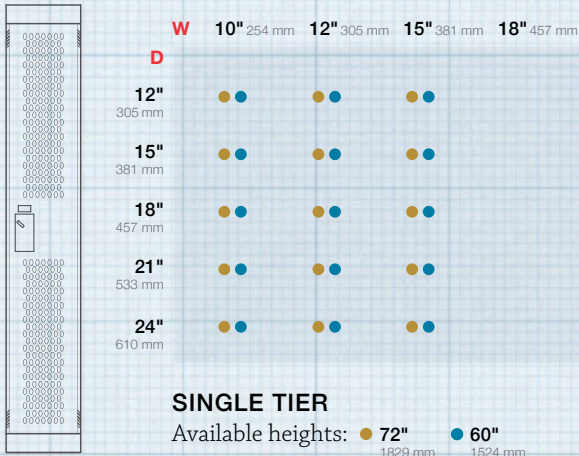 W 10" 254 mm 12" 305 mm 15" 381 mm 18" 457 mm
D
12"
305 mm
15"
381 mm
18"
457 mm
21"
533 mm
24"
610 mm
SINGLE TIER
Available heights: 72" 60"
1829 mm 1524 mm